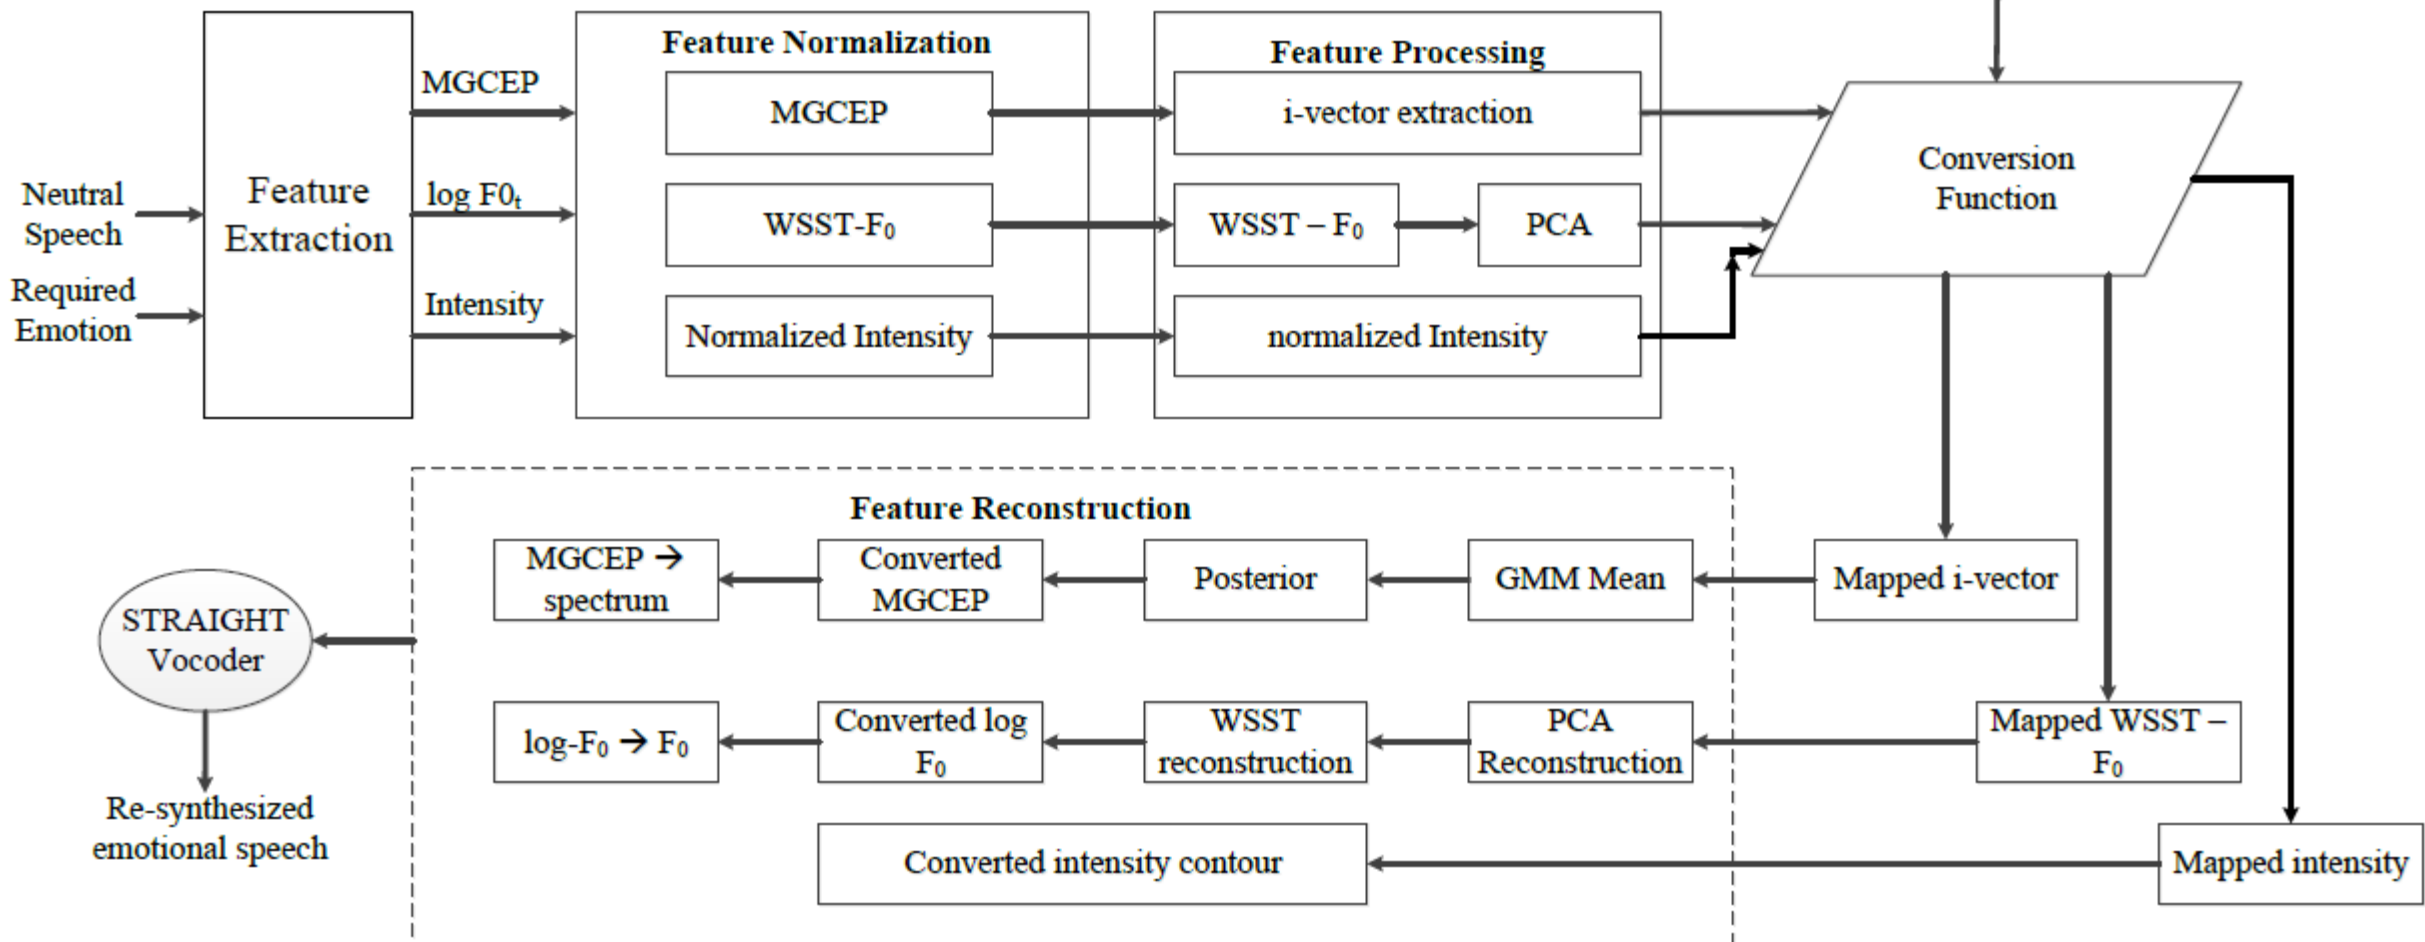 Neutral
Speech
Required
Emotion
Feature
Extraction
MGCEP
log F0ₜ
Intensity
Feature Normalization
MGCEP
WSST-F₀
Normalized Intensity
Feature Processing
i-vector extraction
WSST – F₀
PCA
normalized Intensity
Conversion
Function
Feature Reconstruction
MGCEP →
spectrum
Converted
MGCEP
Posterior
GMM Mean
Mapped i-vector
STRAIGHT
Vocoder
log-F₀ → F₀
Converted log
F₀
WSST
reconstruction
PCA
Reconstruction
Mapped WSST –
F₀
Re-synthesized
emotional speech
Converted intensity contour
Mapped intensity